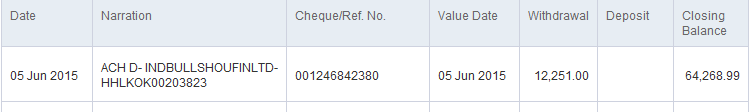 Date Narration Cheque/Ref. No. Value Date Withdrawal Deposit Closing
Balance
05 Jun 2015 ACH D- INDBULLSHOUFINLTD- 001246842380 05 Jun 2015 12,251.00 64,268.99
HHLKOK00203823